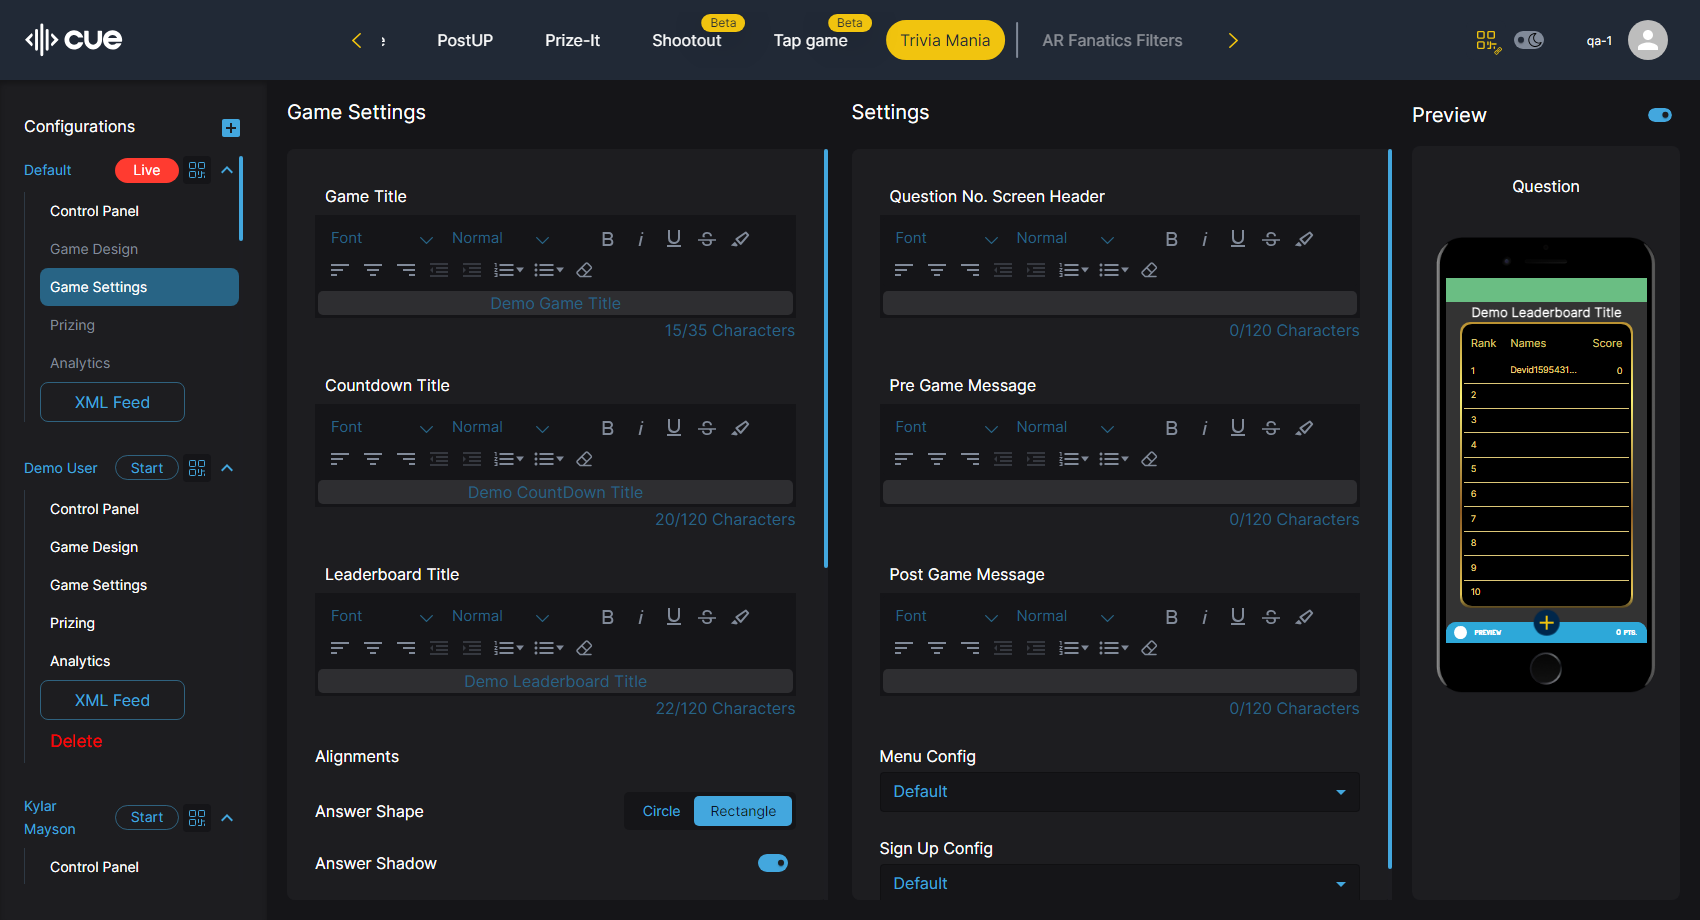 cue
PostUP
Prize-It
Shootout
Beta
Tap game
Beta
Trivia Mania
AR Fanatics Filters
qa-1
Configurations
Default
Live
Control Panel
Game Design
Game Settings
Prizing
Analytics
XML Feed
Demo User
Start
Control Panel
Game Design
Game Settings
Prizing
Analytics
XML Feed
Delete
Kylar
Mayson
Start
Control Panel
Game Settings
Game Title
Font Normal
Demo Game Title
15/35 Characters
Countdown Title
Font Normal
Demo CountDown Title
20/120 Characters
Leaderboard Title
Font Normal
Demo Leaderboard Title
22/120 Characters
Alignments
Answer Shape
Circle
Rectangle
Answer Shadow
Settings
Question No. Screen Header
Font Normal
0/120 Characters
Pre Game Message
Font Normal
0/120 Characters
Post Game Message
Font Normal
0/120 Characters
Menu Config
Default
Sign Up Config
Default
Preview
Question
Demo Leaderboard Title
Rank Names Score
1 Devid1595431... 0
2
3
4
5
6
7
8
9
10
PREVIEW
0 PTS.